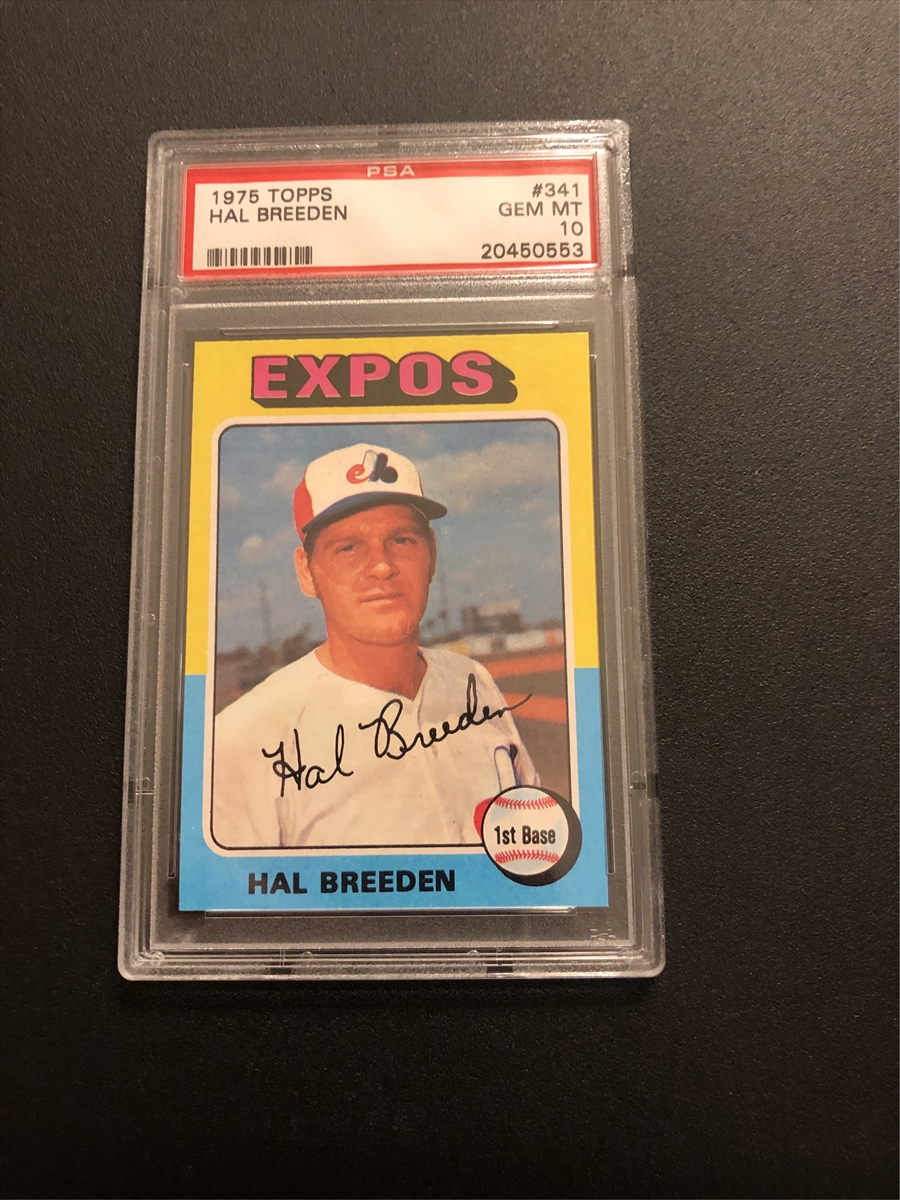 PSA
1975 TOPPS #341
HAL BREEDEN GEM MT
10
20450553
EXPOS
Hal Breeden
1st Base
HAL BREEDEN